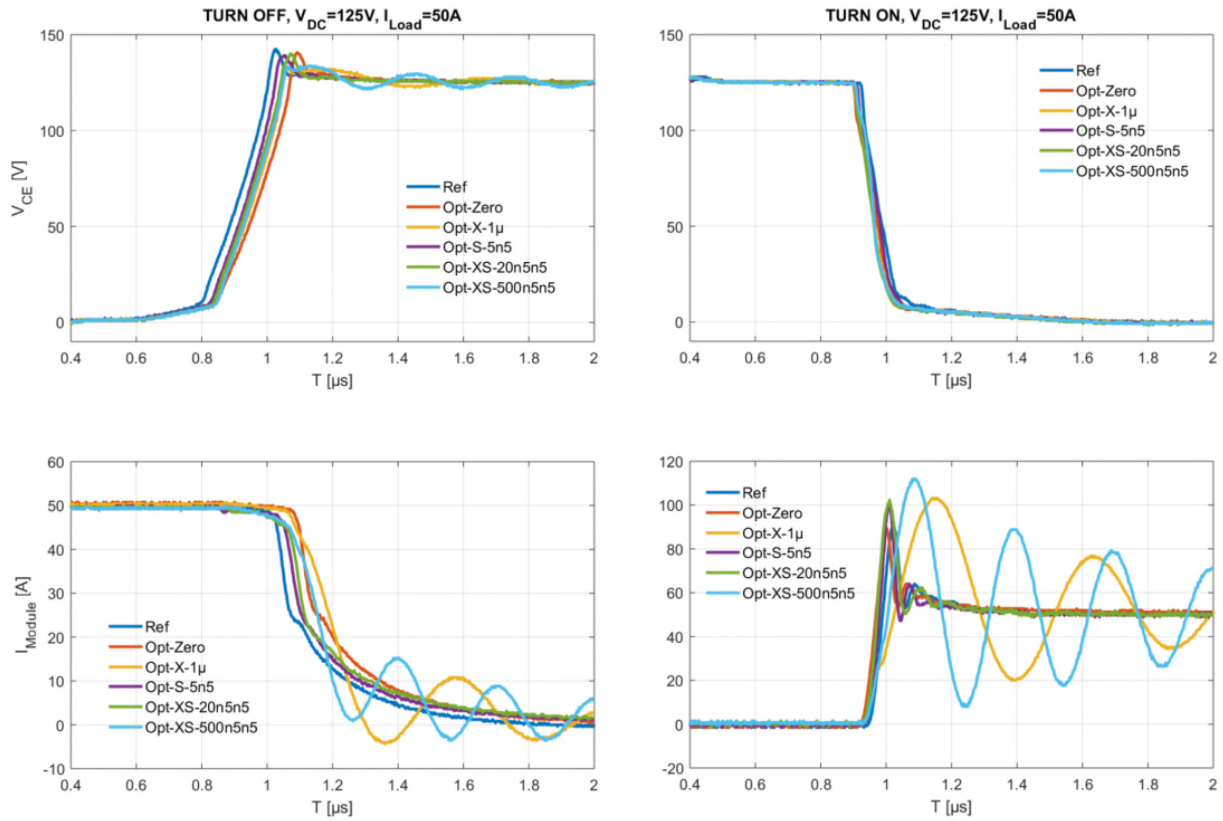 TURN OFF, V_DC=125V, I_Load=50A
150
100
50
0
V_CE [V]
Ref
Opt-Zero
Opt-X-1μ
Opt-S-5n5
Opt-XS-20n5n5
Opt-XS-500n5n5
0.4 0.6 0.8 1 1.2 1.4 1.6 1.8 2
T [μs]
TURN ON, V_DC=125V, I_Load=50A
150
100
50
0
Ref
Opt-Zero
Opt-X-1μ
Opt-S-5n5
Opt-XS-20n5n5
Opt-XS-500n5n5
0.4 0.6 0.8 1 1.2 1.4 1.6 1.8 2
T [μs]
60
50
40
30
20
10
0
-10
I_Module [A]
Ref
Opt-Zero
Opt-X-1μ
Opt-S-5n5
Opt-XS-20n5n5
Opt-XS-500n5n5
0.4 0.6 0.8 1 1.2 1.4 1.6 1.8 2
T [μs]
120
100
80
60
40
20
0
-20
Ref
Opt-Zero
Opt-X-1μ
Opt-S-5n5
Opt-XS-20n5n5
Opt-XS-500n5n5
0.4 0.6 0.8 1 1.2 1.4 1.6 1.8 2
T [μs]